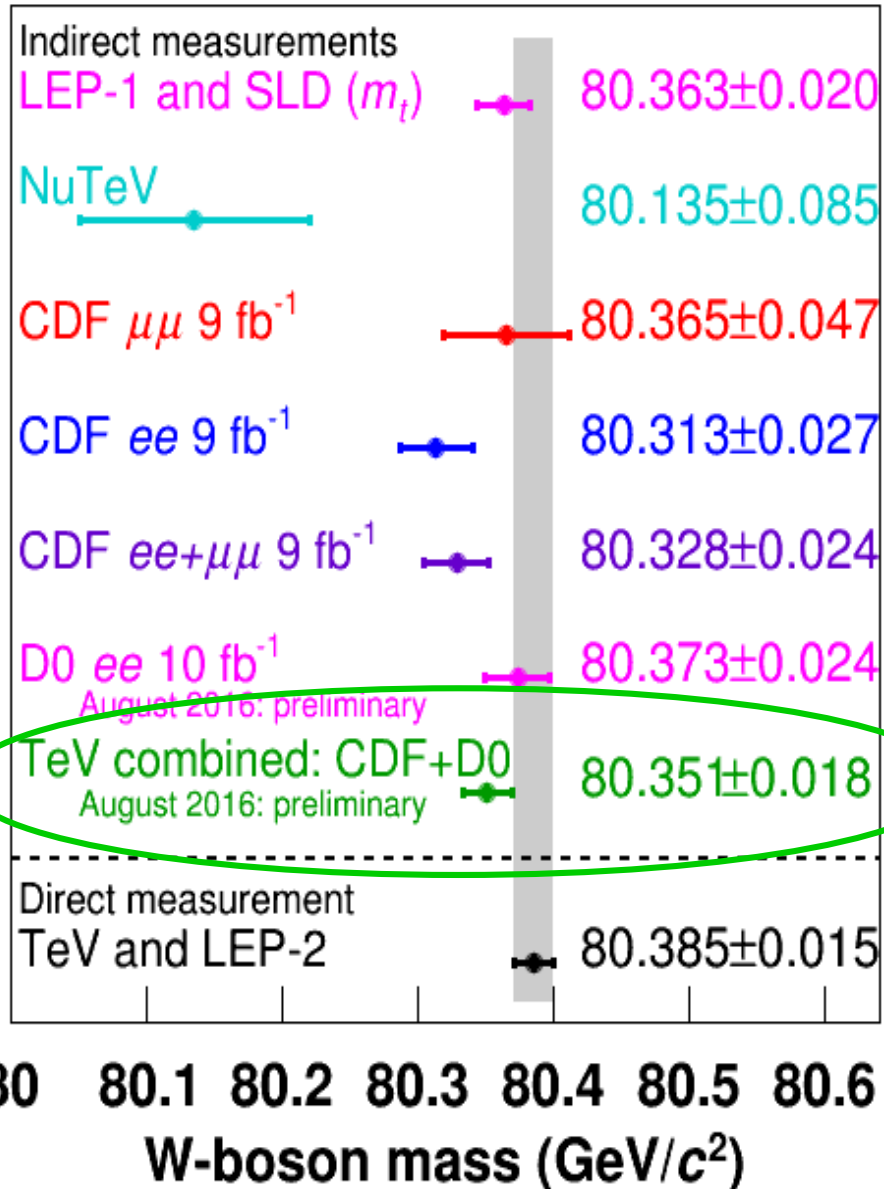 Indirect measurements
LEP-1 and SLD (mₜ) 80.363±0.020
NuTeV 80.135±0.085
CDF μμ 9 fb⁻¹ 80.365±0.047
CDF ee 9 fb⁻¹ 80.313±0.027
CDF ee+μμ 9 fb⁻¹ 80.328±0.024
D0 ee 10 fb⁻¹ 80.373±0.024
August 2016: preliminary
TeV combined: CDF+D0 80.351±0.018
August 2016: preliminary
Direct measurement
TeV and LEP-2 80.385±0.015
80 80.1 80.2 80.3 80.4 80.5 80.6
W-boson mass (GeV/c²)